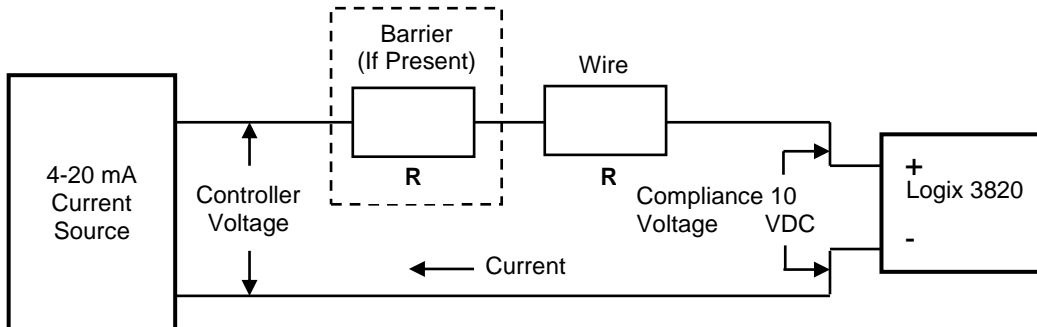 Barrier
(If Present)
Wire
4-20 mA
Current
Source
Controller
Voltage
R
R
Compliance 10
Voltage VDC
+
Logix 3820
-
Current